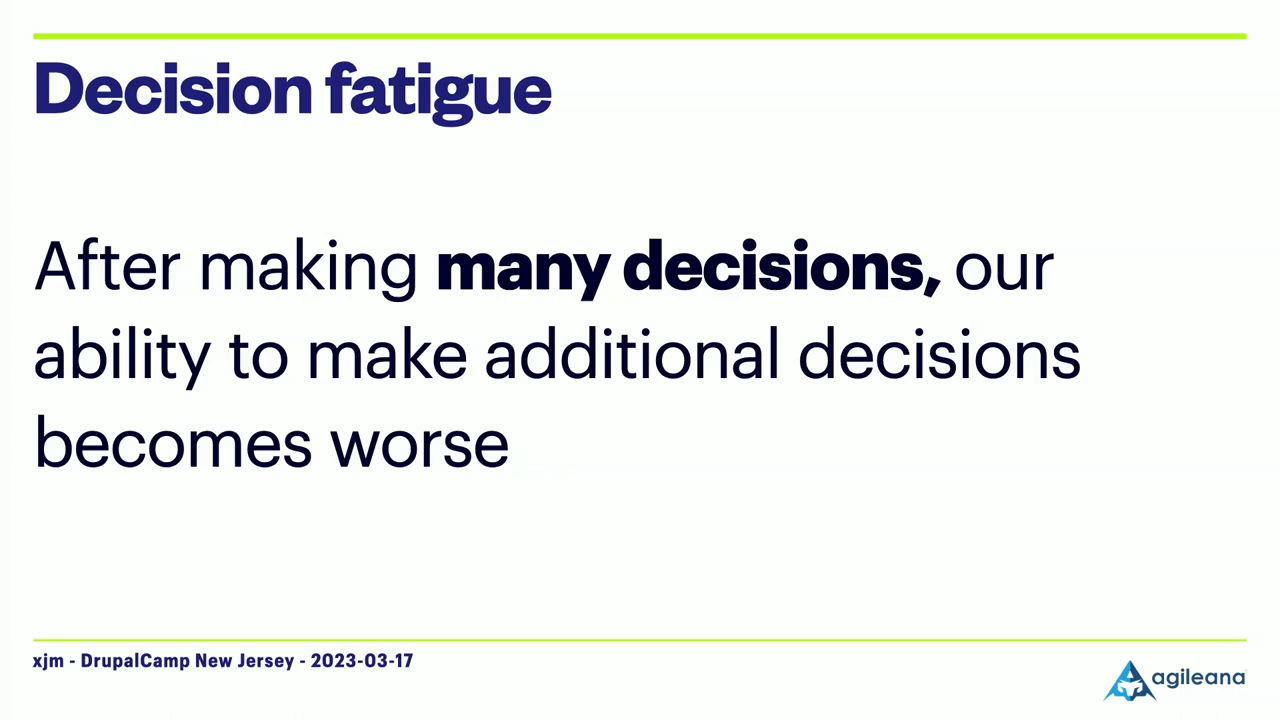 Decision fatigue
After making many decisions, our
ability to make additional decisions
becomes worse
xjm - DrupalCamp New Jersey - 2023-03-17
agileana